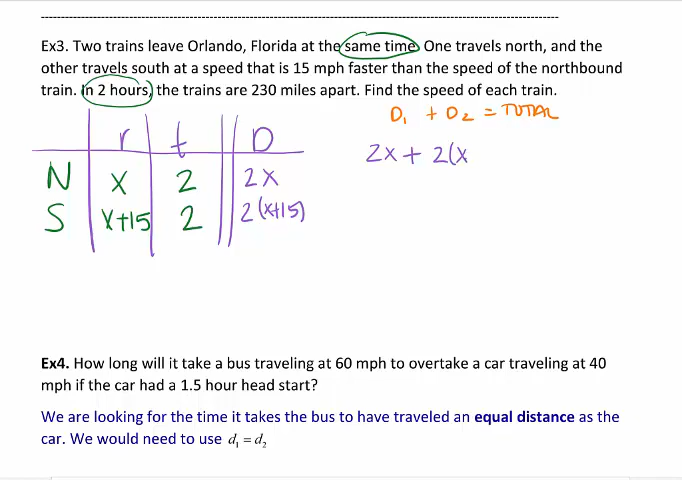 Ex3. Two trains leave Orlando, Florida at the same time. One travels north, and the
other travels south at a speed that is 15 mph faster than the speed of the northbound
train. In 2 hours, the trains are 230 miles apart. Find the speed of each train.
D₁ + D₂ = TOTAL
r t D
2x + 2(x
N x 2 2x
S x+15 2 2(x+15)
Ex4. How long will it take a bus traveling at 60 mph to overtake a car traveling at 40
mph if the car had a 1.5 hour head start?
We are looking for the time it takes the bus to have traveled an equal distance as the
car. We would need to use d₁ = d₂